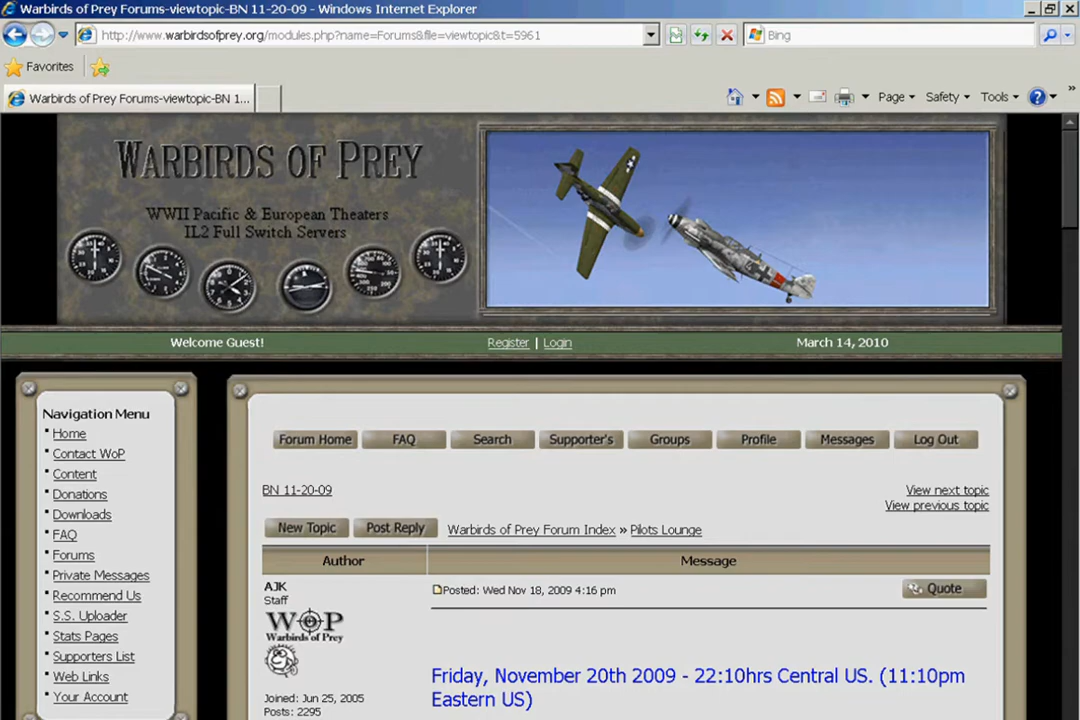 Warbirds of Prey Forums-viewtopic-BN 11-20-09 - Windows Internet Explorer
http://www.warbirdsofprey.org/modules.php?name=Forums&file=viewtopic&t=5961
Bing
Favorites
Warbirds of Prey Forums-viewtopic-BN 1...
Page
Safety
Tools
WARBIRDS OF PREY
WWII Pacific & European Theaters
IL2 Full Switch Servers
Welcome Guest!
Register | Login
March 14, 2010
Navigation Menu
Home
Contact WoP
Content
Donations
Downloads
FAQ
Forums
Private Messages
Recommend Us
S.S. Uploader
Stats Pages
Supporters List
Web Links
Your Account
Forum Home
FAQ
Search
Supporter's
Groups
Profile
Messages
Log Out
BN 11-20-09
View next topic
View previous topic
New Topic
Post Reply
Warbirds of Prey Forum Index » Pilots Lounge
Author
Message
AJK
Staff
WOP
Warbirds of Prey
Joined: Jun 25, 2005
Posts: 2295
Posted: Wed Nov 18, 2009 4:16 pm
Quote
Friday, November 20th 2009 - 22:10hrs Central US. (11:10pm
Eastern US)